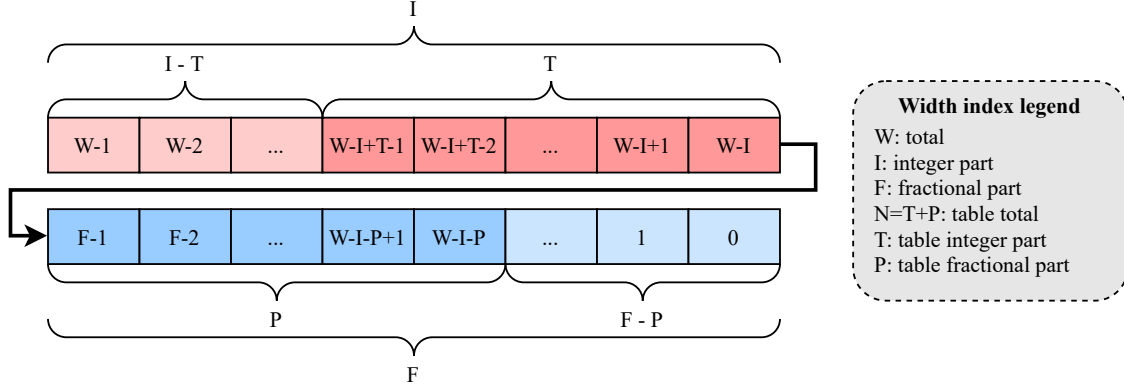 I
I - T
T
W-1 W-2 ... W-I+T-1 W-I+T-2 ... W-I+1 W-I
F-1 F-2 ... W-I-P+1 W-I-P ... 1 0
P
F - P
F
Width index legend
W: total
I: integer part
F: fractional part
N=T+P: table total
T: table integer part
P: table fractional part